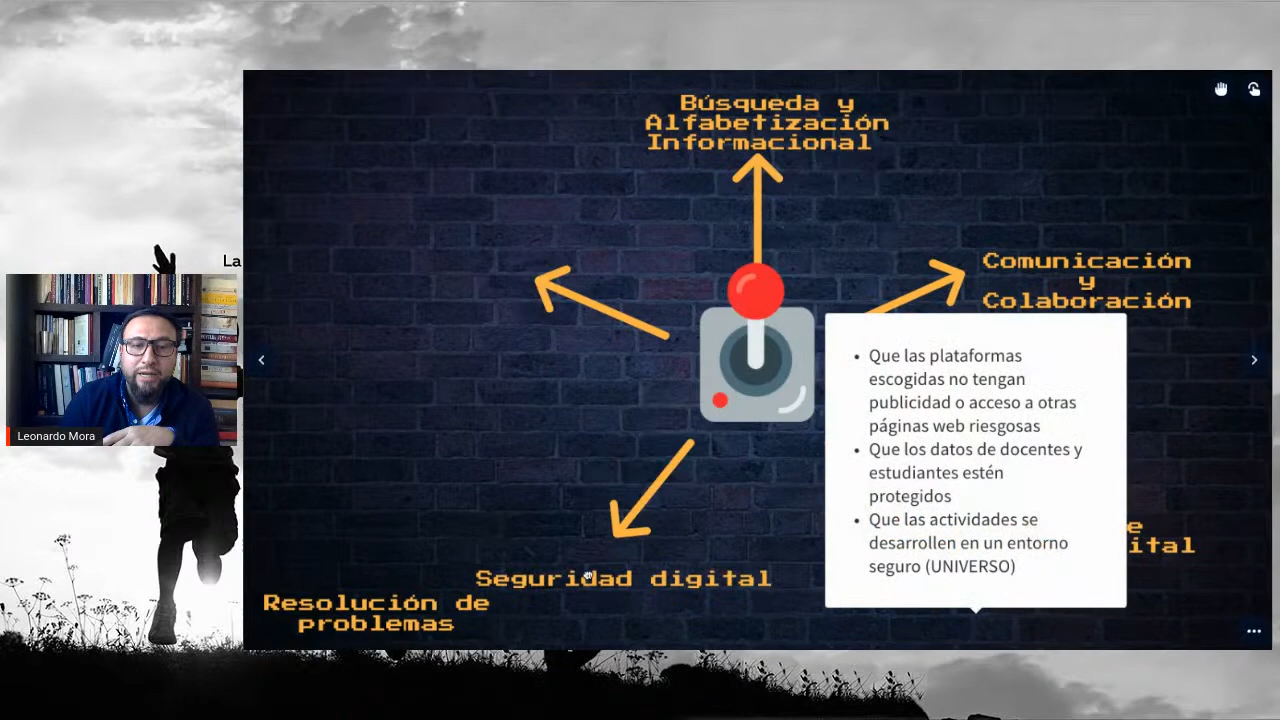 Búsqueda y
Alfabetización
Informacional
Comunicación
y
Colaboración
La
Leonardo Mora
• Que las plataformas
escogidas no tengan
publicidad o acceso a otras
páginas web riesgosas
• Que los datos de docentes y
estudiantes estén
protegidos
• Que las actividades se
desarrollen en un entorno
seguro (UNIVERSO)
e
ital
Seguridad digital
Resolución de
problemas